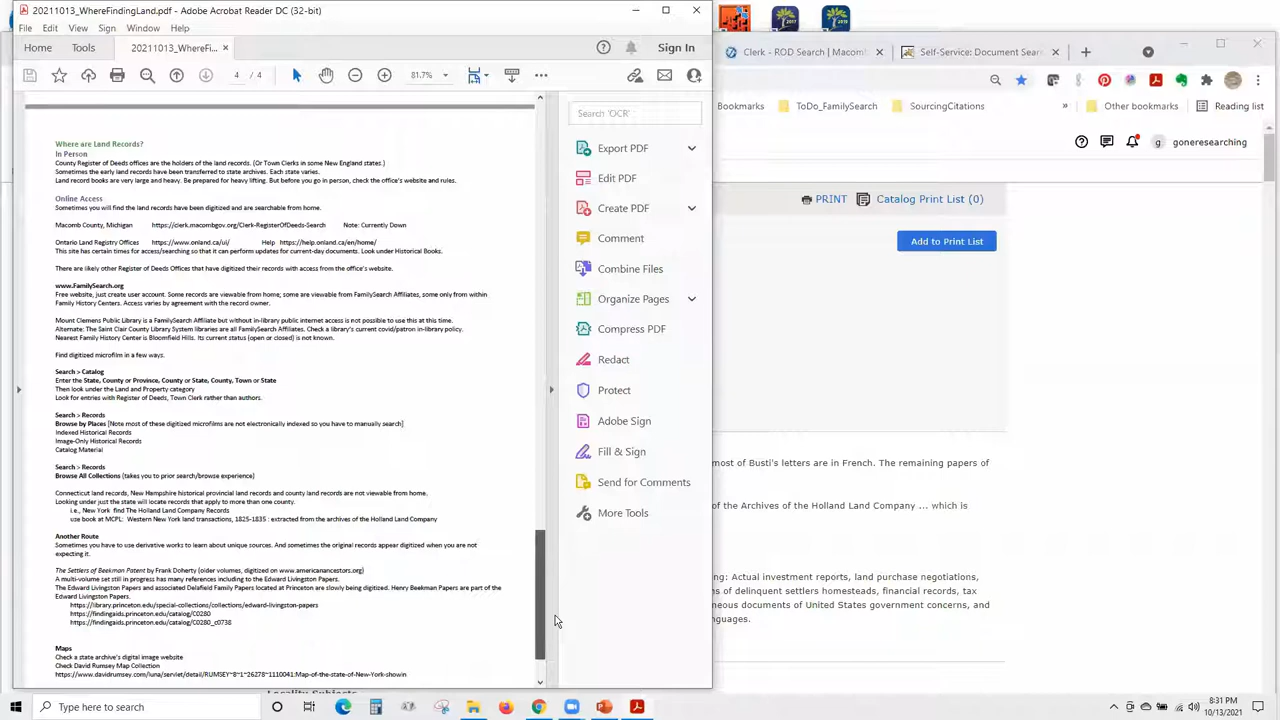 20211013_WhereFindingLand.pdf - Adobe Acrobat Reader DC (32-bit)
File Edit View Sign Window Help
Home Tools 20211013_WhereFi... × Sign In
4 / 4 81.7%
Clerk - ROD Search | Macom × Self-Service: Document Searc × +
Bookmarks ToDo_FamilySearch SourcingCitations » Other bookmarks Reading list
goneresearching
PRINT Catalog Print List (0)
Add to Print List
Search 'OCR'
Export PDF
Edit PDF
Create PDF
Comment
Combine Files
Organize Pages
Compress PDF
Redact
Protect
Adobe Sign
Fill & Sign
Send for Comments
More Tools
Where are Land Records?
In Person
County Register of Deeds offices are the holders of the land records. (Or Town Clerks in some New England states.)
Sometimes the early land records have been transferred to state archives. Each state varies.
Land record books are very large and heavy. Be prepared for heavy lifting. But before you go in person, check the office's website and rules.
Online Access
Sometimes you will find the land records have been digitized and are searchable from home.
Macomb County, Michigan https://clerk.macombgov.org/Clerk-RegisterOfDeeds-Search Note: Currently Down
Ontario Land Registry Offices https://www.onland.ca/ui/ Help https://help.onland.ca/en/home/
This site has certain times for access/searching so that it can perform updates for current-day documents. Look under Historical Books.
There are likely other Register of Deeds Offices that have digitized their records with access from the office's website.
www.FamilySearch.org
Free website, just create user account. Some records are viewable from home; some are viewable from FamilySearch Affiliates, some only from within
Family History Centers. Access varies by agreement with the record owner.
Mount Clemens Public Library is a FamilySearch Affiliate but without in-library public internet access is not possible to use this at this time.
Alternate: The Saint Clair County Library System libraries are all FamilySearch Affiliates. Check a library's current covid/patron in-library policy.
Nearest Family History Center is Bloomfield Hills. Its current status (open or closed) is not known.
Find digitized microfilm in a few ways.
Search > Catalog
Enter the State, County or Province, County or State, County, Town or State
Then look under the Land and Property category
Look for entries with Register of Deeds, Town Clerk rather than authors.
Search > Records
Browse by Places [Note most of these digitized microfilms are not electronically indexed so you have to manually search]
Indexed Historical Records
Image-Only Historical Records
Catalog Material
Search > Records
Browse All Collections (takes you to prior search/browse experience)
Connecticut land records, New Hampshire historical provincial land records and county land records are not viewable from home.
Looking under just the state will locate records that apply to more than one county.
i.e., New York find The Holland Land Company Records
use book at MCPL: Western New York land transactions, 1825-1835 : extracted from the archives of the Holland Land Company
Another Route
Sometimes you have to use derivative works to learn about unique sources. And sometimes the original records appear digitized when you are not
expecting it.
The Settlers of Beekman Patent by Frank Doherty (older volumes, digitized on www.americanancestors.org)
A multi-volume set still in progress has many references including to the Edward Livingston Papers.
The Edward Livingston Papers and associated Delafield Family Papers located at Princeton are slowly being digitized. Henry Beekman Papers are part of the
Edward Livingston Papers.
https://library.princeton.edu/special-collections/collections/edward-livingston-papers
https://findingaids.princeton.edu/catalog/C0280
https://findingaids.princeton.edu/catalog/C0280_c0738
Maps
Check a state archive's digital image website
Check David Rumsey Map Collection
https://www.davidrumsey.com/luna/servlet/detail/RUMSEY~8~1~26278~1110041:Map-of-the-state-of-New-York-showin
most of Busti's letters are in French. The remaining papers of
of the Archives of the Holland Land Company ... which is
ng: Actual investment reports, land purchase negotiations,
s of delinquent settlers homesteads, financial records, tax
neous documents of United States government concerns, and
nguages.
Locality Subjects
Type here to search
8:31 PM
10/13/2021